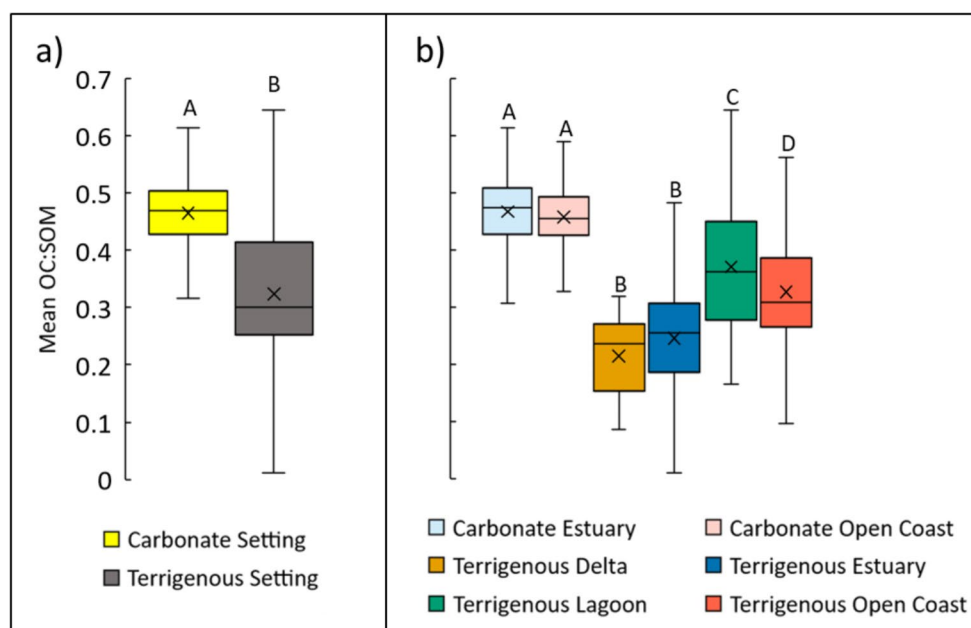 a)
b)
Mean OC:SOM
0.7
0.6
0.5
0.4
0.3
0.2
0.1
0
A
B
A
A
B
B
C
D
Carbonate Setting
Terrigenous Setting
Carbonate Estuary
Carbonate Open Coast
Terrigenous Delta
Terrigenous Estuary
Terrigenous Lagoon
Terrigenous Open Coast